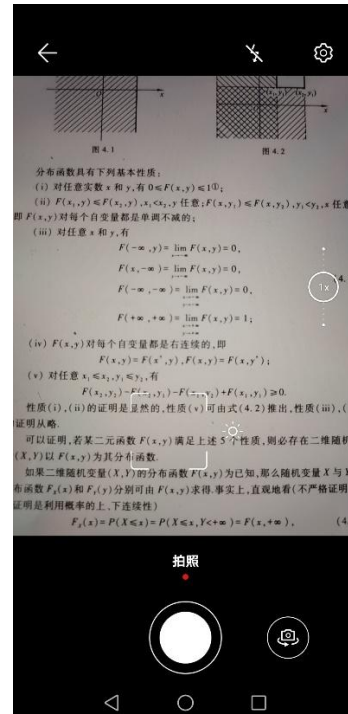 图 4.1 图 4.2
分布函数具有下列基本性质:
(i) 对任意实数 x 和 y,有 0≤F(x,y)≤1①;
(ii) F(x₁,y)≤F(x₂,y),x₁<x₂,y 任意;F(x,y₁)≤F(x,y₂),y₁<y₂,x 任意
即 F(x,y)对每个自变量都是单调不减的;
(iii) 对任意 x 和 y,有
F(-∞,y)= lim F(x,y)=0,
F(x,-∞)= lim F(x,y)=0,
F(-∞,-∞)= lim F(x,y)=0,
F(+∞,+∞)= lim F(x,y)=1;
1x
(iv) F(x,y)对每个自变量都是右连续的,即
F(x,y)=F(x⁺,y),F(x,y)=F(x,y⁺);
(v) 对任意 x₁≤x₂,y₁≤y₂,有
F(x₂,y₂)-F(x₂,y₁)-F(x₁,y₂)+F(x₁,y₁)≥0.
性质(i),(ii)的证明是显然的,性质(v)可由式(4.2)推出,性质(iii),(
证明从略.
可以证明,若某二元函数 F(x,y)满足上述 5 个性质,则必存在二维随机
(X,Y)以 F(x,y)为其分布函数.
如果二维随机变量(X,Y)的分布函数 F(x,y)为已知,那么随机变量 X 与 Y
布函数 Fₓ(x)和 Fᵧ(y)分别可由 F(x,y)求得.事实上,直观地看(不严格证明
证明是利用概率的上、下连续性)
Fₓ(x)=P(X≤x)=P(X≤x,Y<+∞)=F(x,+∞), (4.
拍照